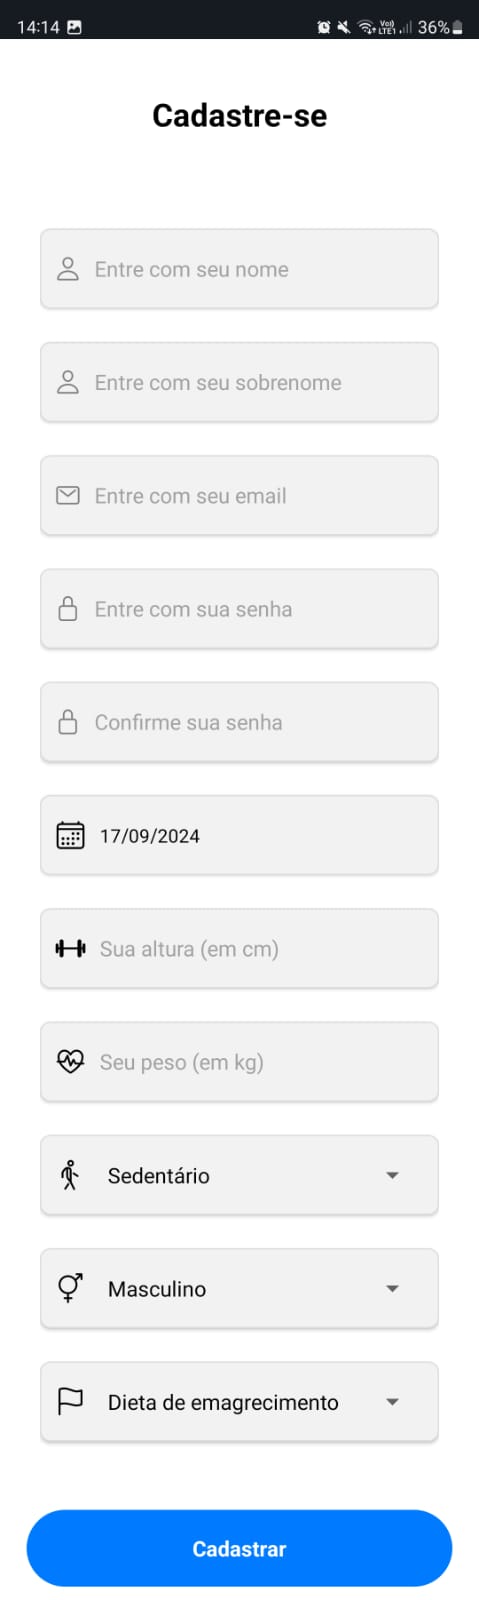 14:14 Vo) LTE1 36%
Cadastre-se
Entre com seu nome
Entre com seu sobrenome
Entre com seu email
Entre com sua senha
Confirme sua senha
17/09/2024
Sua altura (em cm)
Seu peso (em kg)
Sedentário
Masculino
Dieta de emagrecimento
Cadastrar